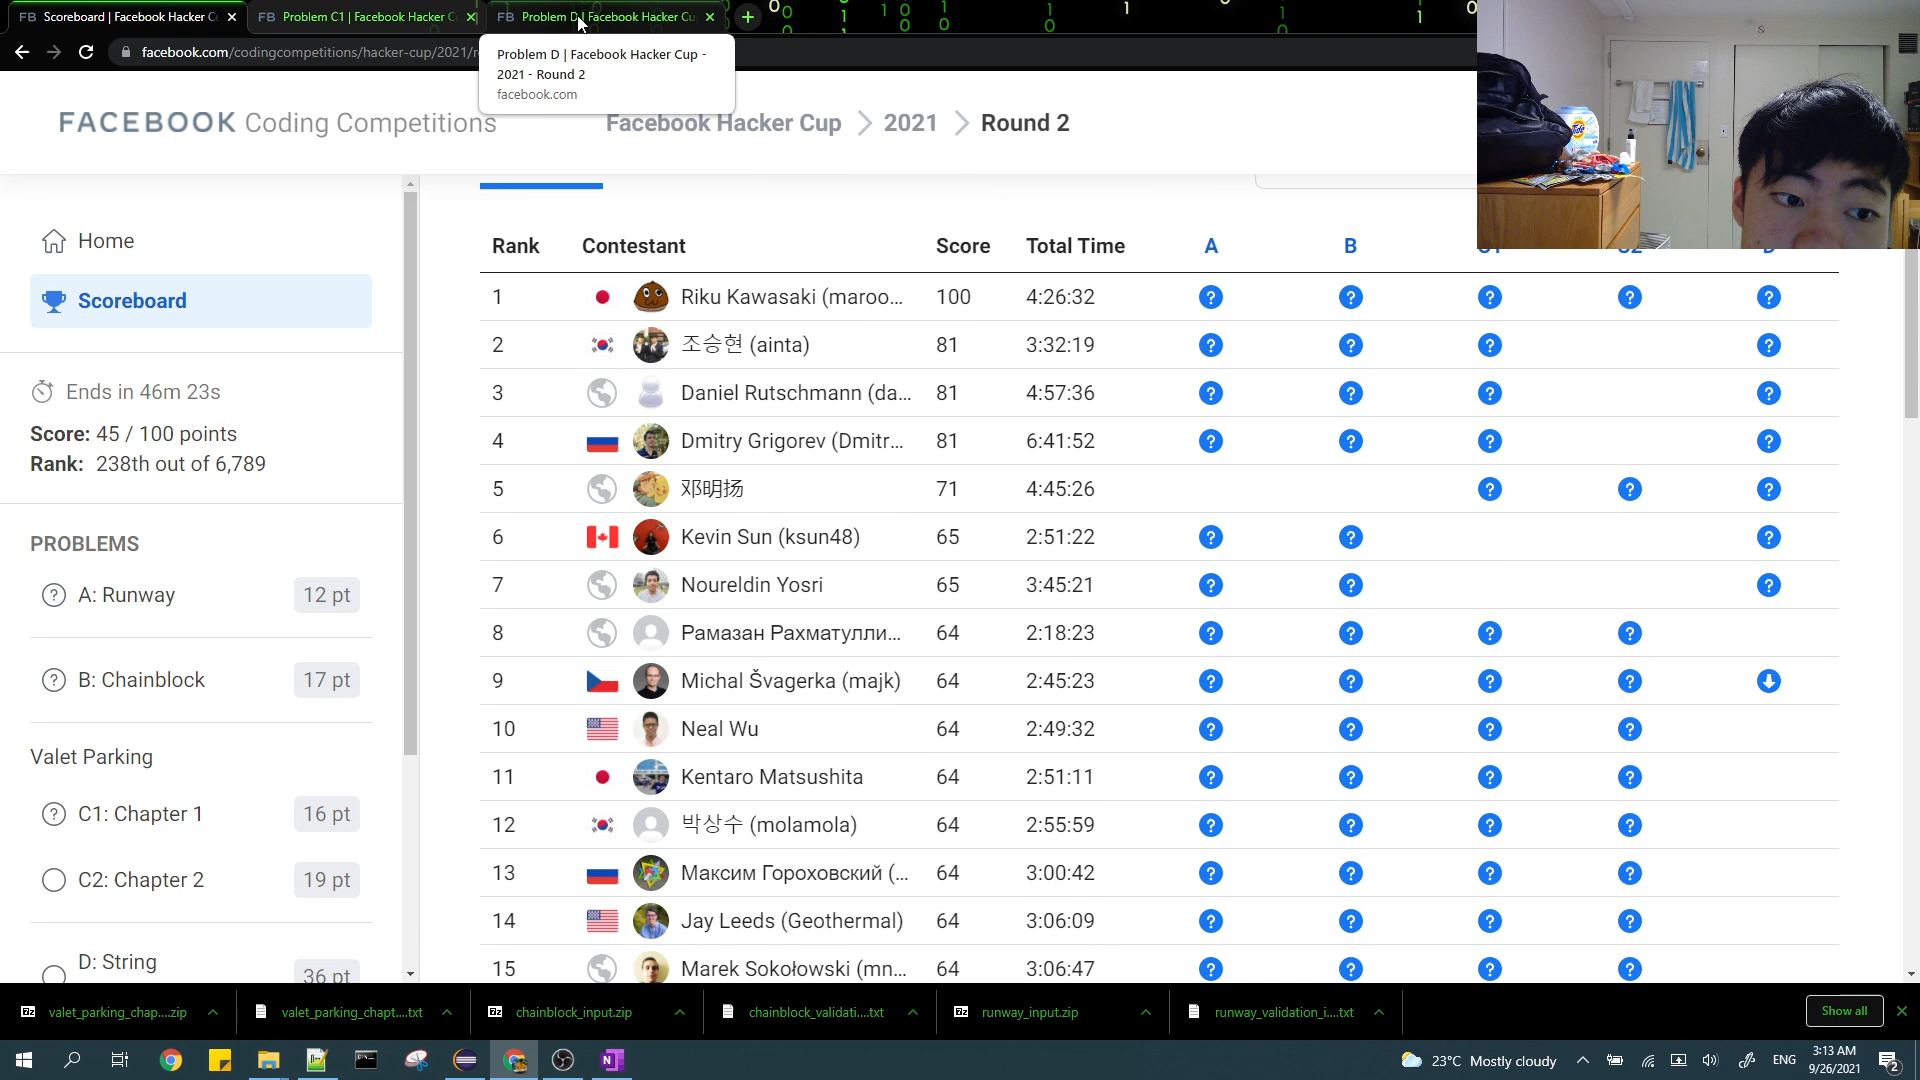 Scoreboard | Facebook Hacker C
FB Problem C1 | Facebook Hacker C
FB Problem D | Facebook Hacker Cu
facebook.com/codingcompetitions/hacker-cup/2021/r
Problem D | Facebook Hacker Cup -
2021 - Round 2
facebook.com
FACEBOOK Coding Competitions
Facebook Hacker Cup > 2021 > Round 2
Home
Scoreboard
Ends in 46m 23s
Score: 45 / 100 points
Rank: 238th out of 6,789
PROBLEMS
A: Runway 12 pt
B: Chainblock 17 pt
Valet Parking
C1: Chapter 1 16 pt
C2: Chapter 2 19 pt
D: String 36 pt
Rank Contestant Score Total Time A B
1 Riku Kawasaki (maroo... 100 4:26:32
2 조승현 (ainta) 81 3:32:19
3 Daniel Rutschmann (da... 81 4:57:36
4 Dmitry Grigorev (Dmitr... 81 6:41:52
5 邓明扬 71 4:45:26
6 Kevin Sun (ksun48) 65 2:51:22
7 Noureldin Yosri 65 3:45:21
8 Рамазан Рахматулли... 64 2:18:23
9 Michal Švagerka (majk) 64 2:45:23
10 Neal Wu 64 2:49:32
11 Kentaro Matsushita 64 2:51:11
12 박상수 (molamola) 64 2:55:59
13 Максим Гороховский (... 64 3:00:42
14 Jay Leeds (Geothermal) 64 3:06:09
15 Marek Sokołowski (mn... 64 3:06:47
Tide
valet_parking_chap....zip
valet_parking_chapt....txt
chainblock_input.zip
chainblock_validati....txt
runway_input.zip
runway_validation_i....txt
Show all
23°C Mostly cloudy
ENG
3:13 AM
9/26/2021
2